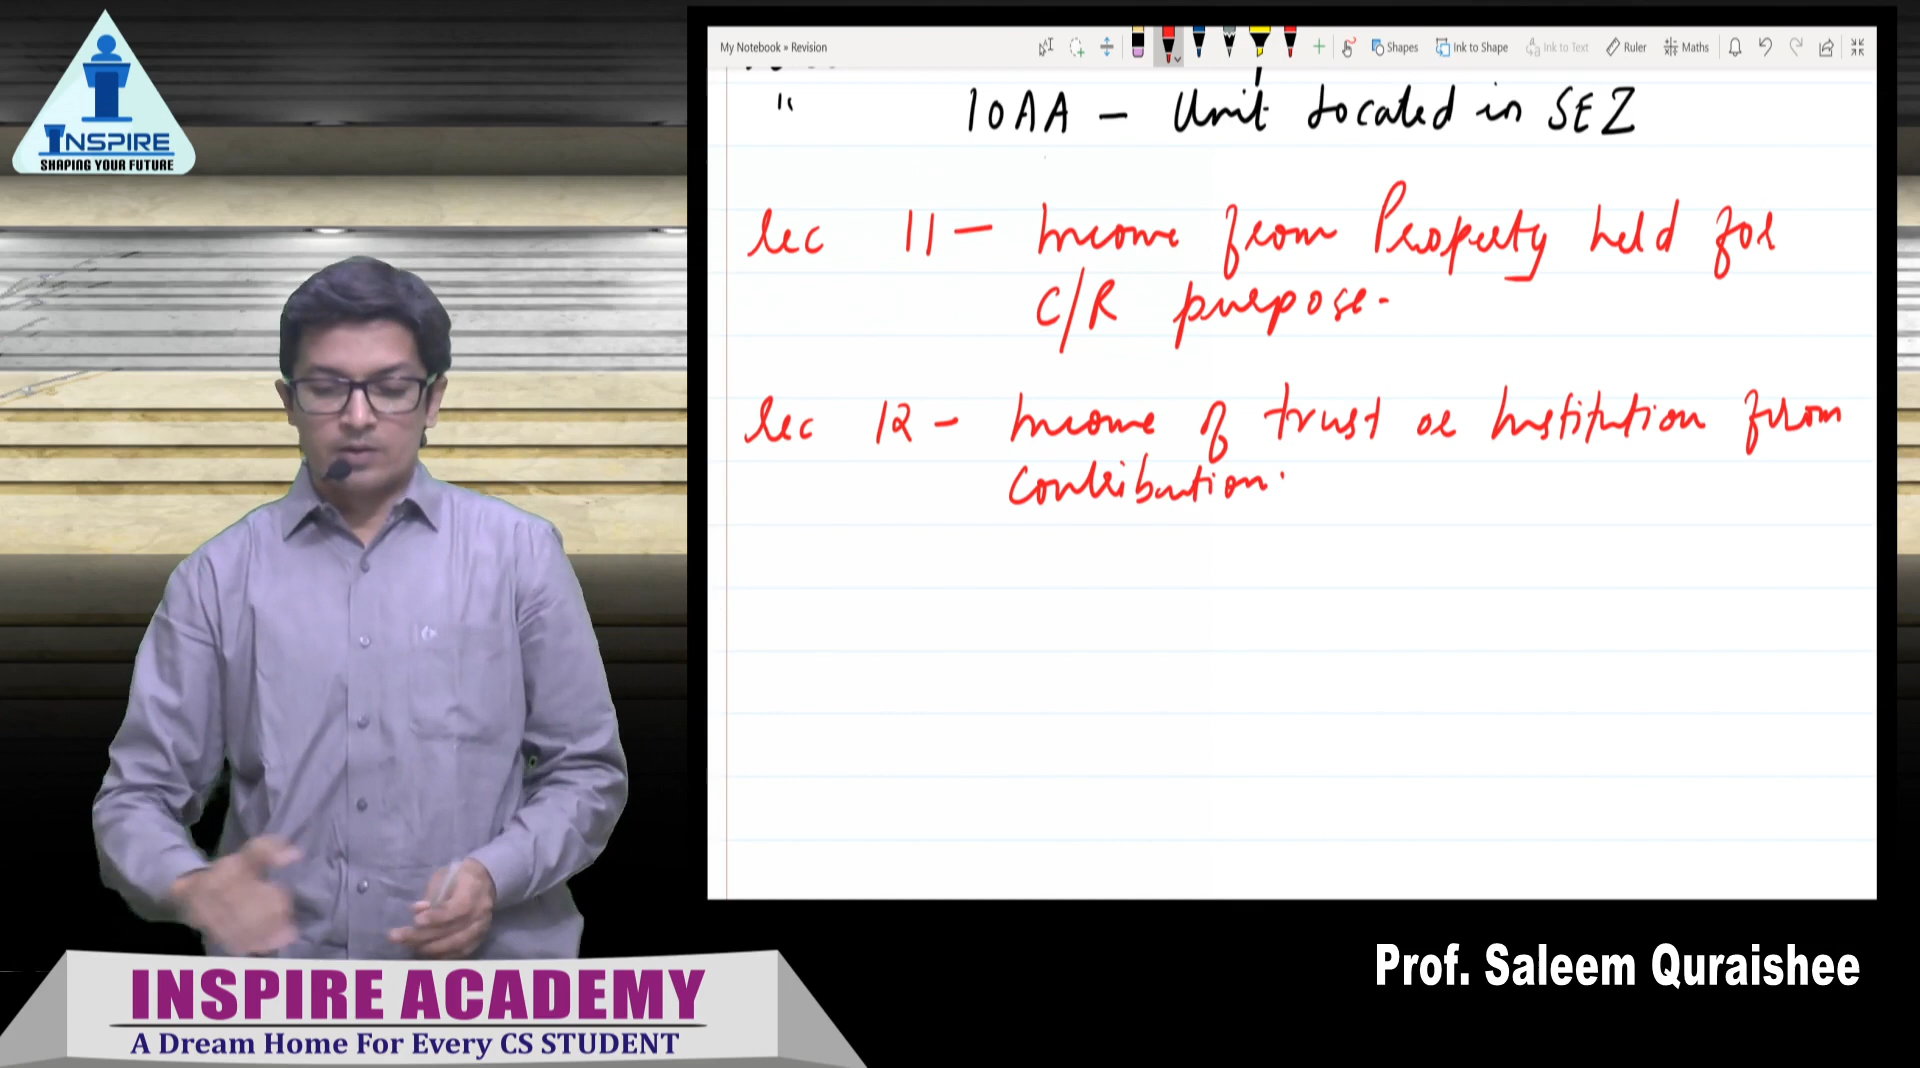 INSPIRE
SHAPING YOUR FUTURE
My Notebook » Revision
Shapes
Ink to Shape
Ink to Text
Ruler
Maths
" 10AA - Unit Located in SEZ
Sec 11 - Income from Property held for
C/R purpose.
Sec 12 - Income of trust or Institution from
contribution.
Prof. Saleem Quraishee
INSPIRE ACADEMY
A Dream Home For Every CS STUDENT